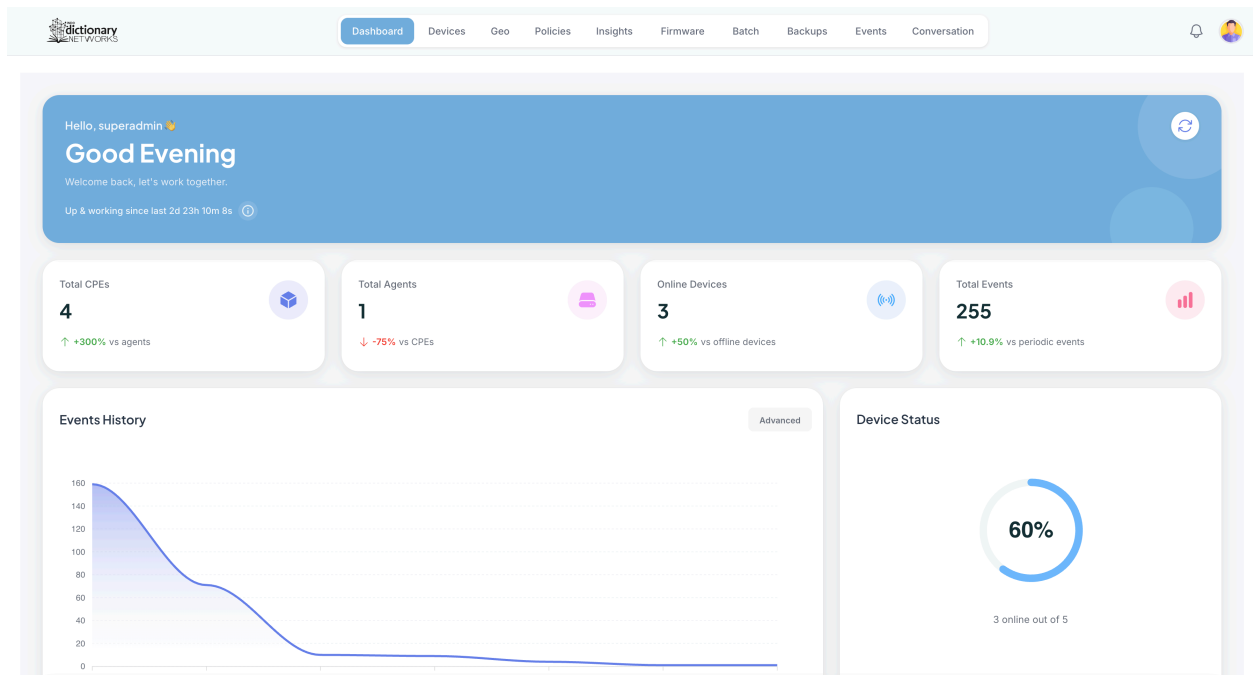 dictionary
NETWORKS
Dashboard
Devices
Geo
Policies
Insights
Firmware
Batch
Backups
Events
Conversation
Hello, superadmin 👋
Good Evening
Welcome back, let's work together.
Up & working since last 2d 23h 10m 8s
Total CPEs
4
↑ +300% vs agents
Total Agents
1
↓ -75% vs CPEs
Online Devices
3
↑ +50% vs offline devices
Total Events
255
↑ +10.9% vs periodic events
Events History
Advanced
160
140
120
100
80
60
40
20
0
Device Status
60%
3 online out of 5